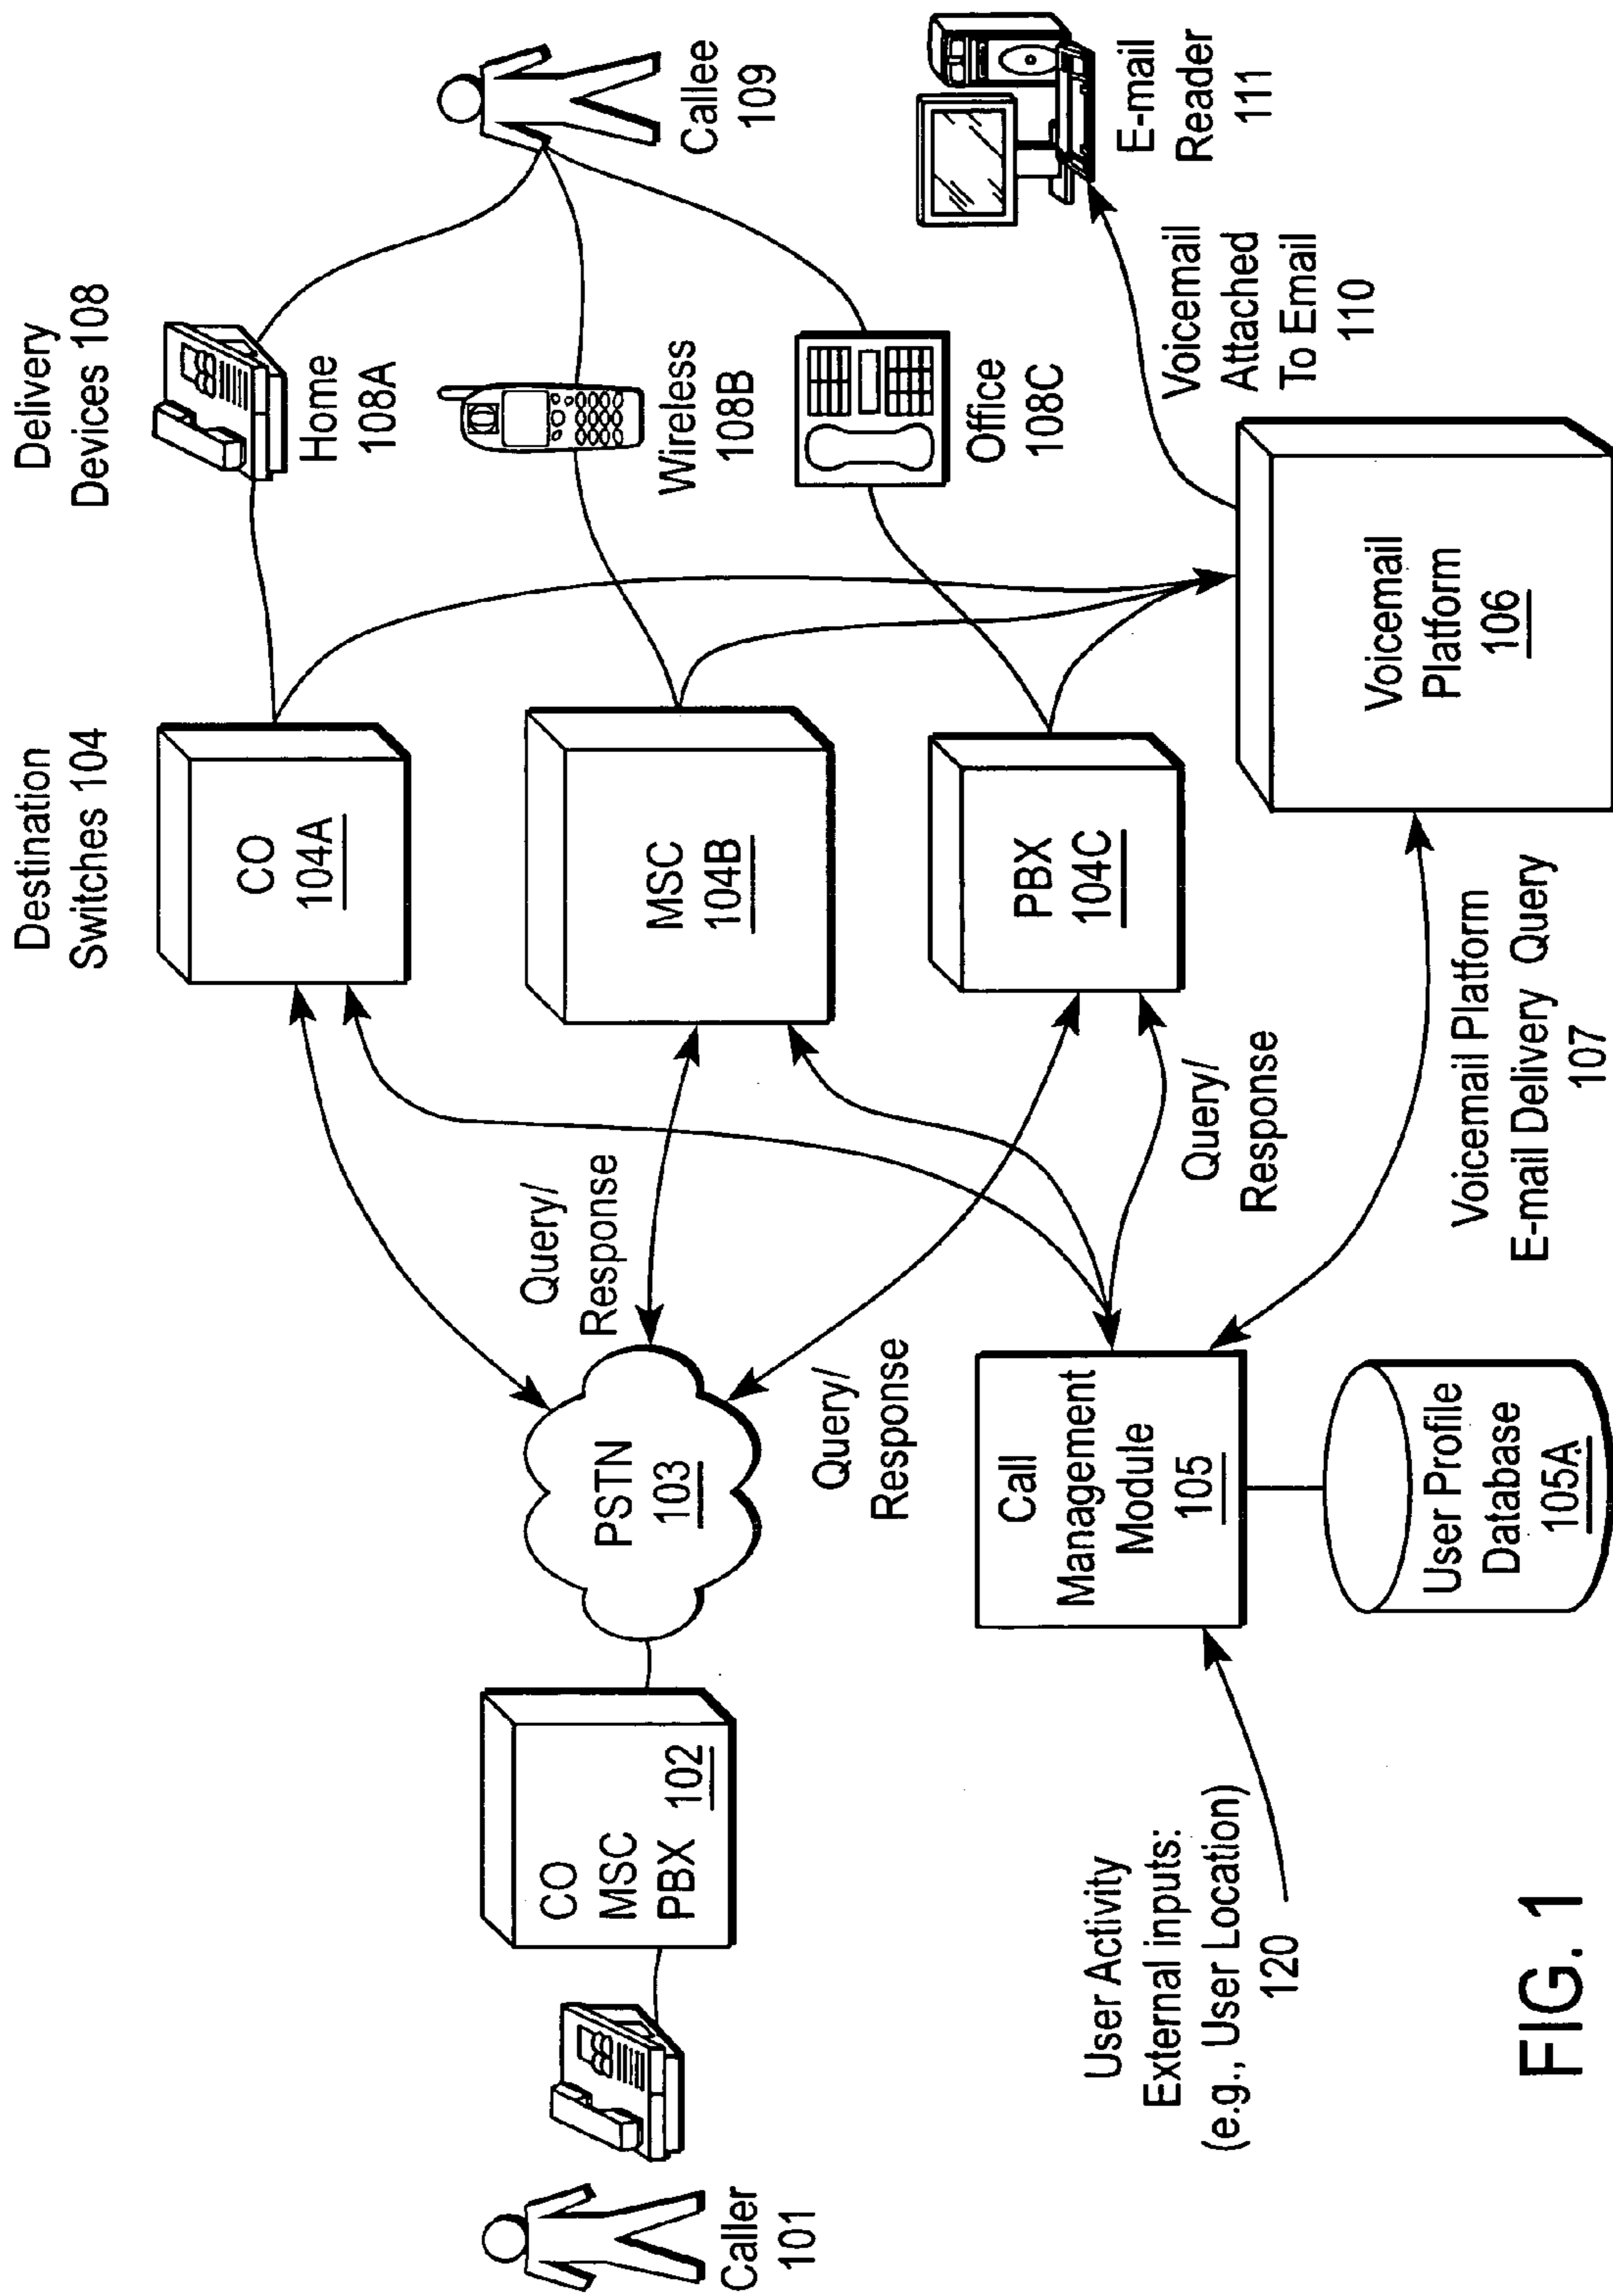 Delivery
Devices 108
Destination
Switches 104
Home
108A
CO
104A
Callee
109
Wireless
108B
MSC
104B
Query/
Response
PSTN
103
CO
MSC
PBX 102
Caller
101
Office
108C
PBX
104C
Query/
Response
Query/
Response
E-mail
Reader
111
Voicemail
Attached
To Email
110
Call
Management
Module
105
User Activity
External inputs:
(e.g., User Location)
120
Voicemail
Platform
106
Voicemail Platform
E-mail Delivery Query
107
User Profile
Database
105A
FIG. 1